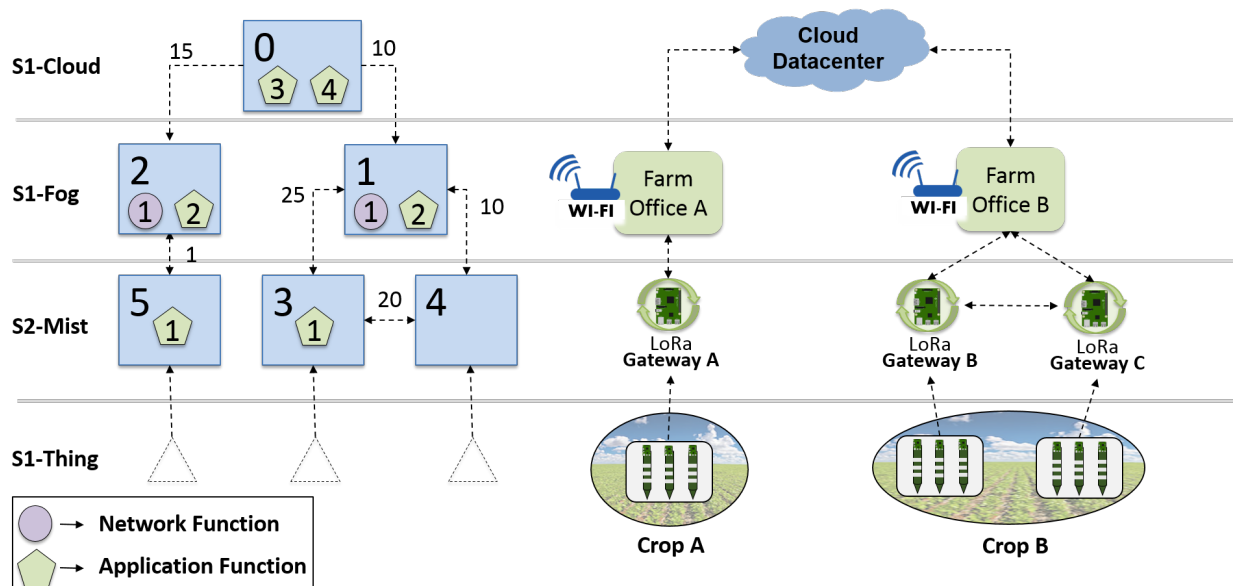 S1-Cloud
15
0
10
3
4
Cloud
Datacenter
S1-Fog
2
1
2
1
1
2
25
10
WI-FI
Farm
Office A
WI-FI
Farm
Office B
1
S2-Mist
5
1
3
1
20
4
LoRa
Gateway A
LoRa
Gateway B
LoRa
Gateway C
S1-Thing
Crop A
Crop B
Network Function
Application Function